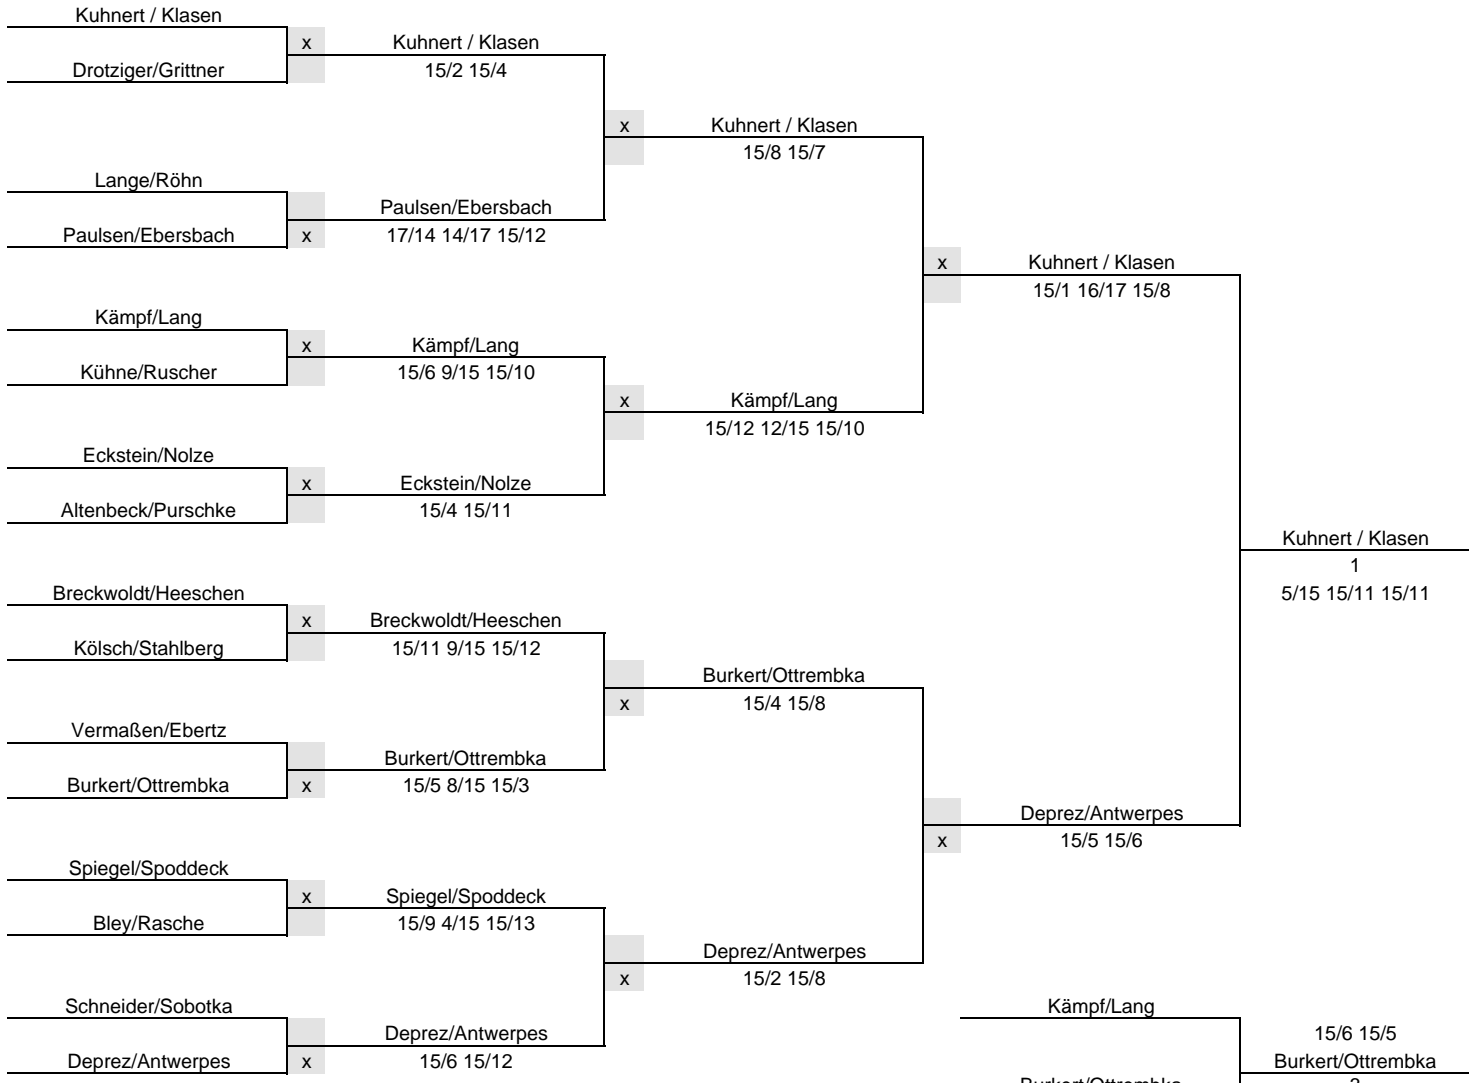 Kuhnert / Klasen
Drotziger/Grittner
Lange/Röhn
Paulsen/Ebersbach
Kämpf/Lang
Kühne/Ruscher
Eckstein/Nolze
Altenbeck/Purschke
Breckwoldt/Heeschen
Kölsch/Stahlberg
Vermaßen/Ebertz
Burkert/Ottrembka
Spiegel/Spoddeck
Bley/Rasche
Schneider/Sobotka
Deprez/Antwerpes
x
x
x
x
x
x
x
x
Kuhnert / Klasen
15/2 15/4
Paulsen/Ebersbach
17/14 14/17 15/12
Kämpf/Lang
15/6 9/15 15/10
Eckstein/Nolze
15/4 15/11
Breckwoldt/Heeschen
15/11 9/15 15/12
Burkert/Ottrembka
15/5 8/15 15/3
Spiegel/Spoddeck
15/9 4/15 15/13
Deprez/Antwerpes
15/6 15/12
x
x
x
x
Kuhnert / Klasen
15/8 15/7
Kämpf/Lang
15/12 12/15 15/10
Burkert/Ottrembka
15/4 15/8
Deprez/Antwerpes
15/2 15/8
x
x
Kuhnert / Klasen
15/1 16/17 15/8
Deprez/Antwerpes
15/5 15/6
Kuhnert / Klasen
1
5/15 15/11 15/11
Kämpf/Lang
Burkert/Ottrembka
15/6 15/5
Burkert/Ottrembka